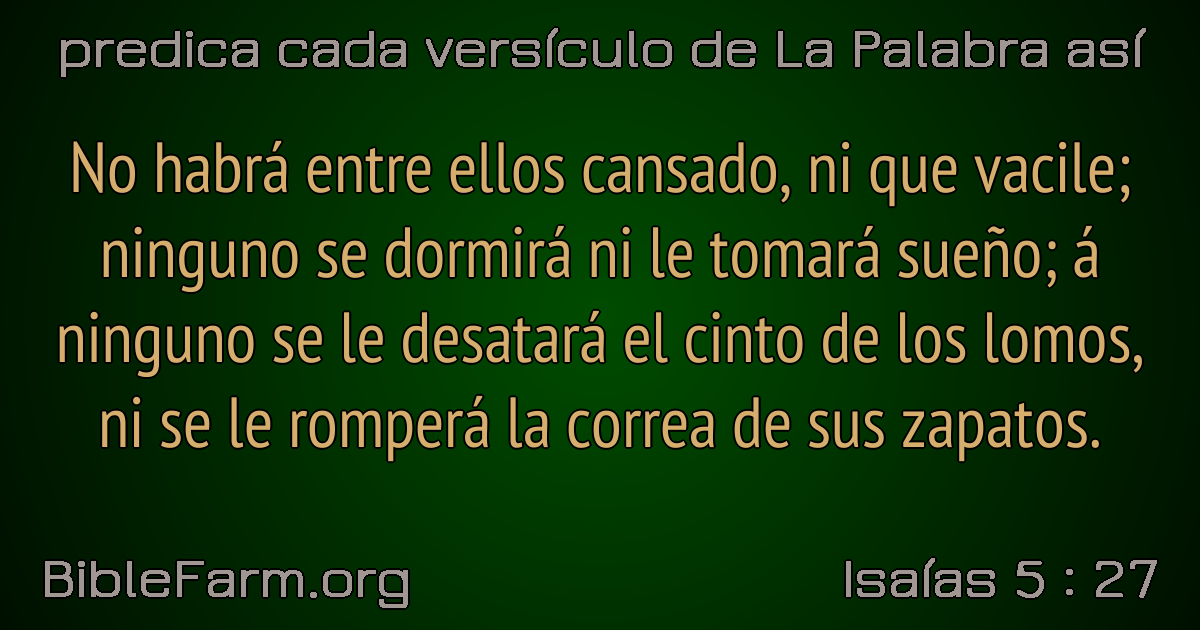 predica cada versículo de La Palabra así
No habrá entre ellos cansado, ni que vacile;
ninguno se dormirá ni le tomará sueño; á
ninguno se le desatará el cinto de los lomos,
ni se le romperá la correa de sus zapatos.
BibleFarm.org
Isaías 5 : 27